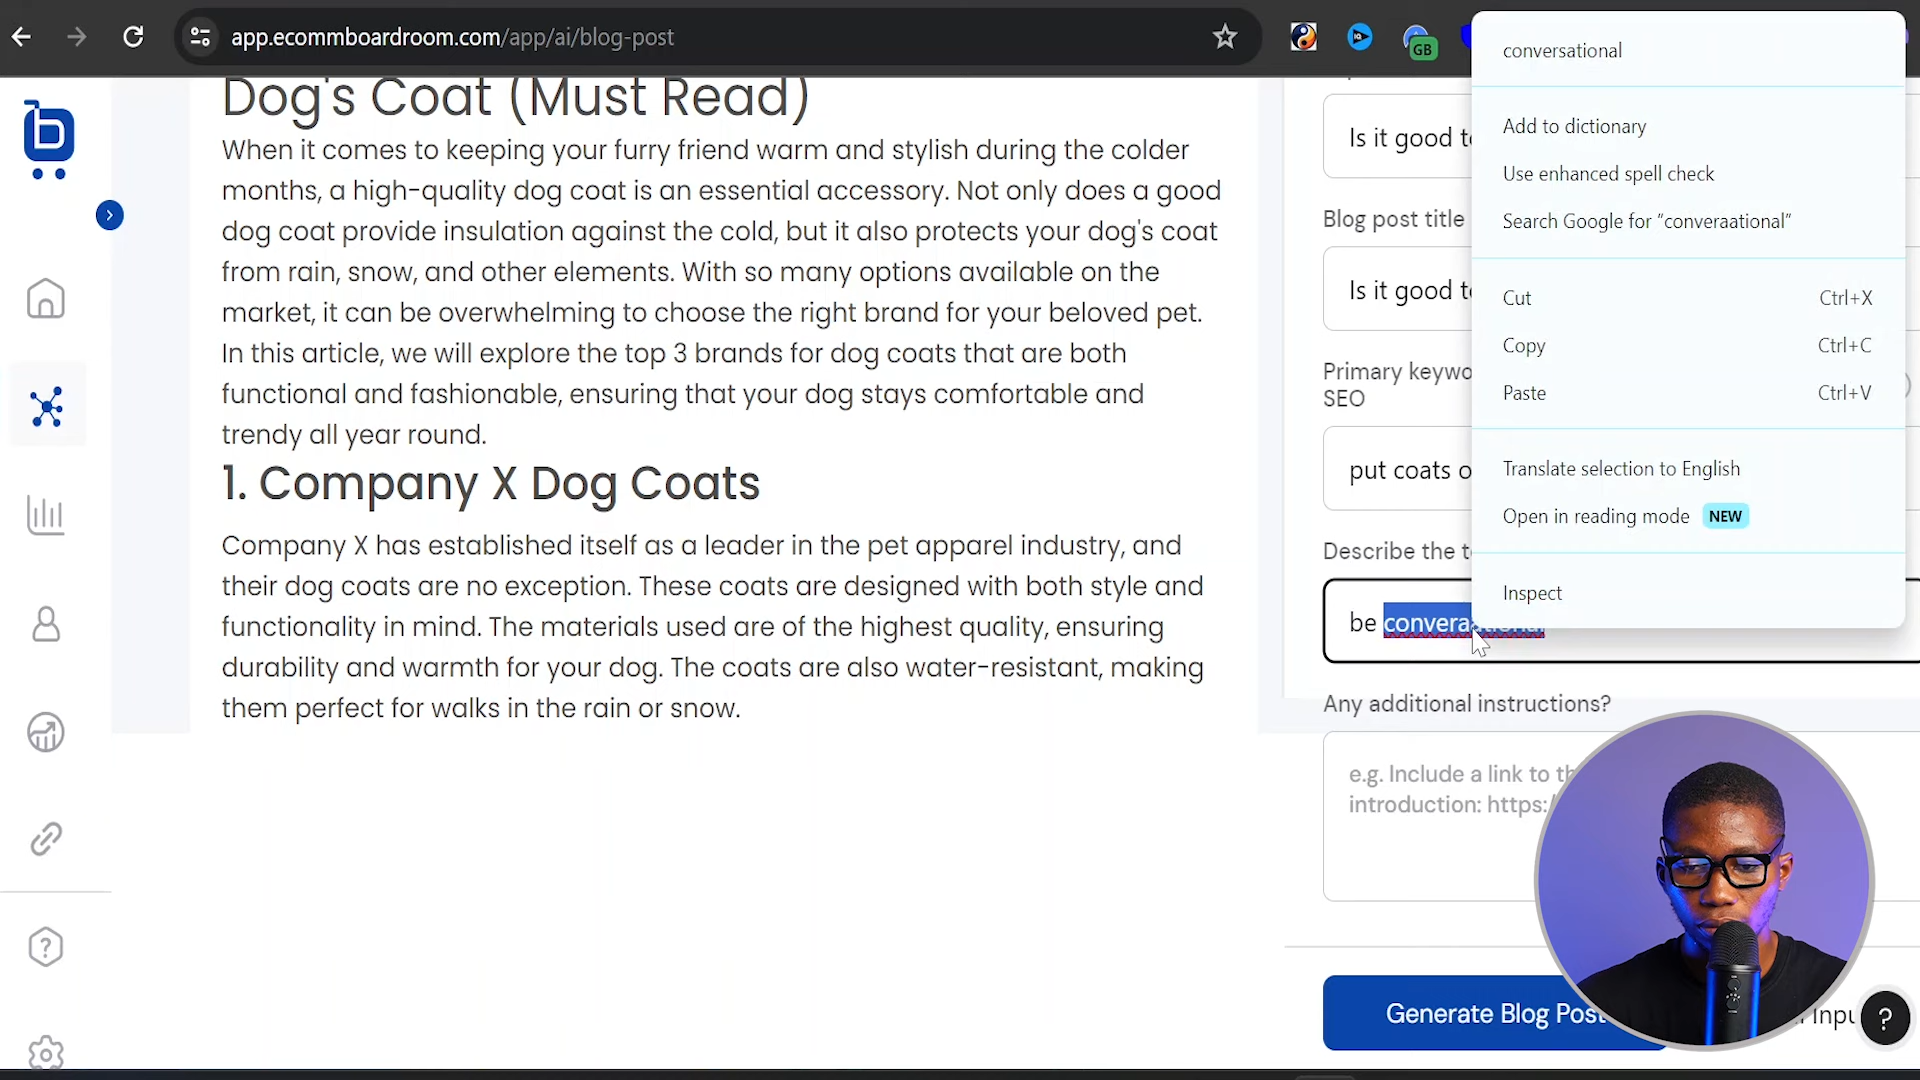 app.ecommboardroom.com/app/ai/blog-post
GB
b
Dog's Coat (Must Read)
When it comes to keeping your furry friend warm and stylish during the colder
months, a high-quality dog coat is an essential accessory. Not only does a good
dog coat provide insulation against the cold, but it also protects your dog's coat
from rain, snow, and other elements. With so many options available on the
market, it can be overwhelming to choose the right brand for your beloved pet.
In this article, we will explore the top 3 brands for dog coats that are both
functional and fashionable, ensuring that your dog stays comfortable and
trendy all year round.
1. Company X Dog Coats
Company X has established itself as a leader in the pet apparel industry, and
their dog coats are no exception. These coats are designed with both style and
functionality in mind. The materials used are of the highest quality, ensuring
durability and warmth for your dog. The coats are also water-resistant, making
them perfect for walks in the rain or snow.
Is it good to
Blog post title
Is it good to
Primary keywo
SEO
put coats o
Describe the t
be converaational
Any additional instructions?
e.g. Include a link to th
introduction: https:/
Generate Blog Post
Inpu
?
conversational
Add to dictionary
Use enhanced spell check
Search Google for “converaational”
Cut Ctrl+X
Copy Ctrl+C
Paste Ctrl+V
Translate selection to English
Open in reading mode NEW
Inspect